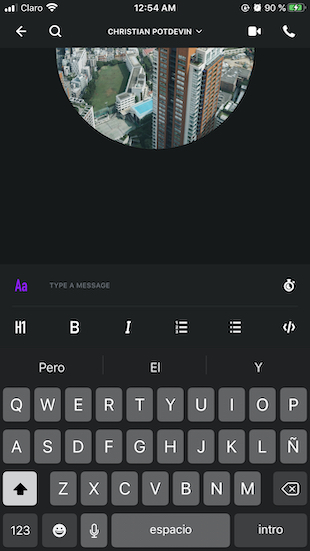 Claro 12:54 AM 90 %
CHRISTIAN POTDEVIN
Aa TYPE A MESSAGE
H1 B I </>
Pero El Y
Q W E R T Y U I O P
A S D F G H J K L Ñ
Z X C V B N M
123 espacio intro